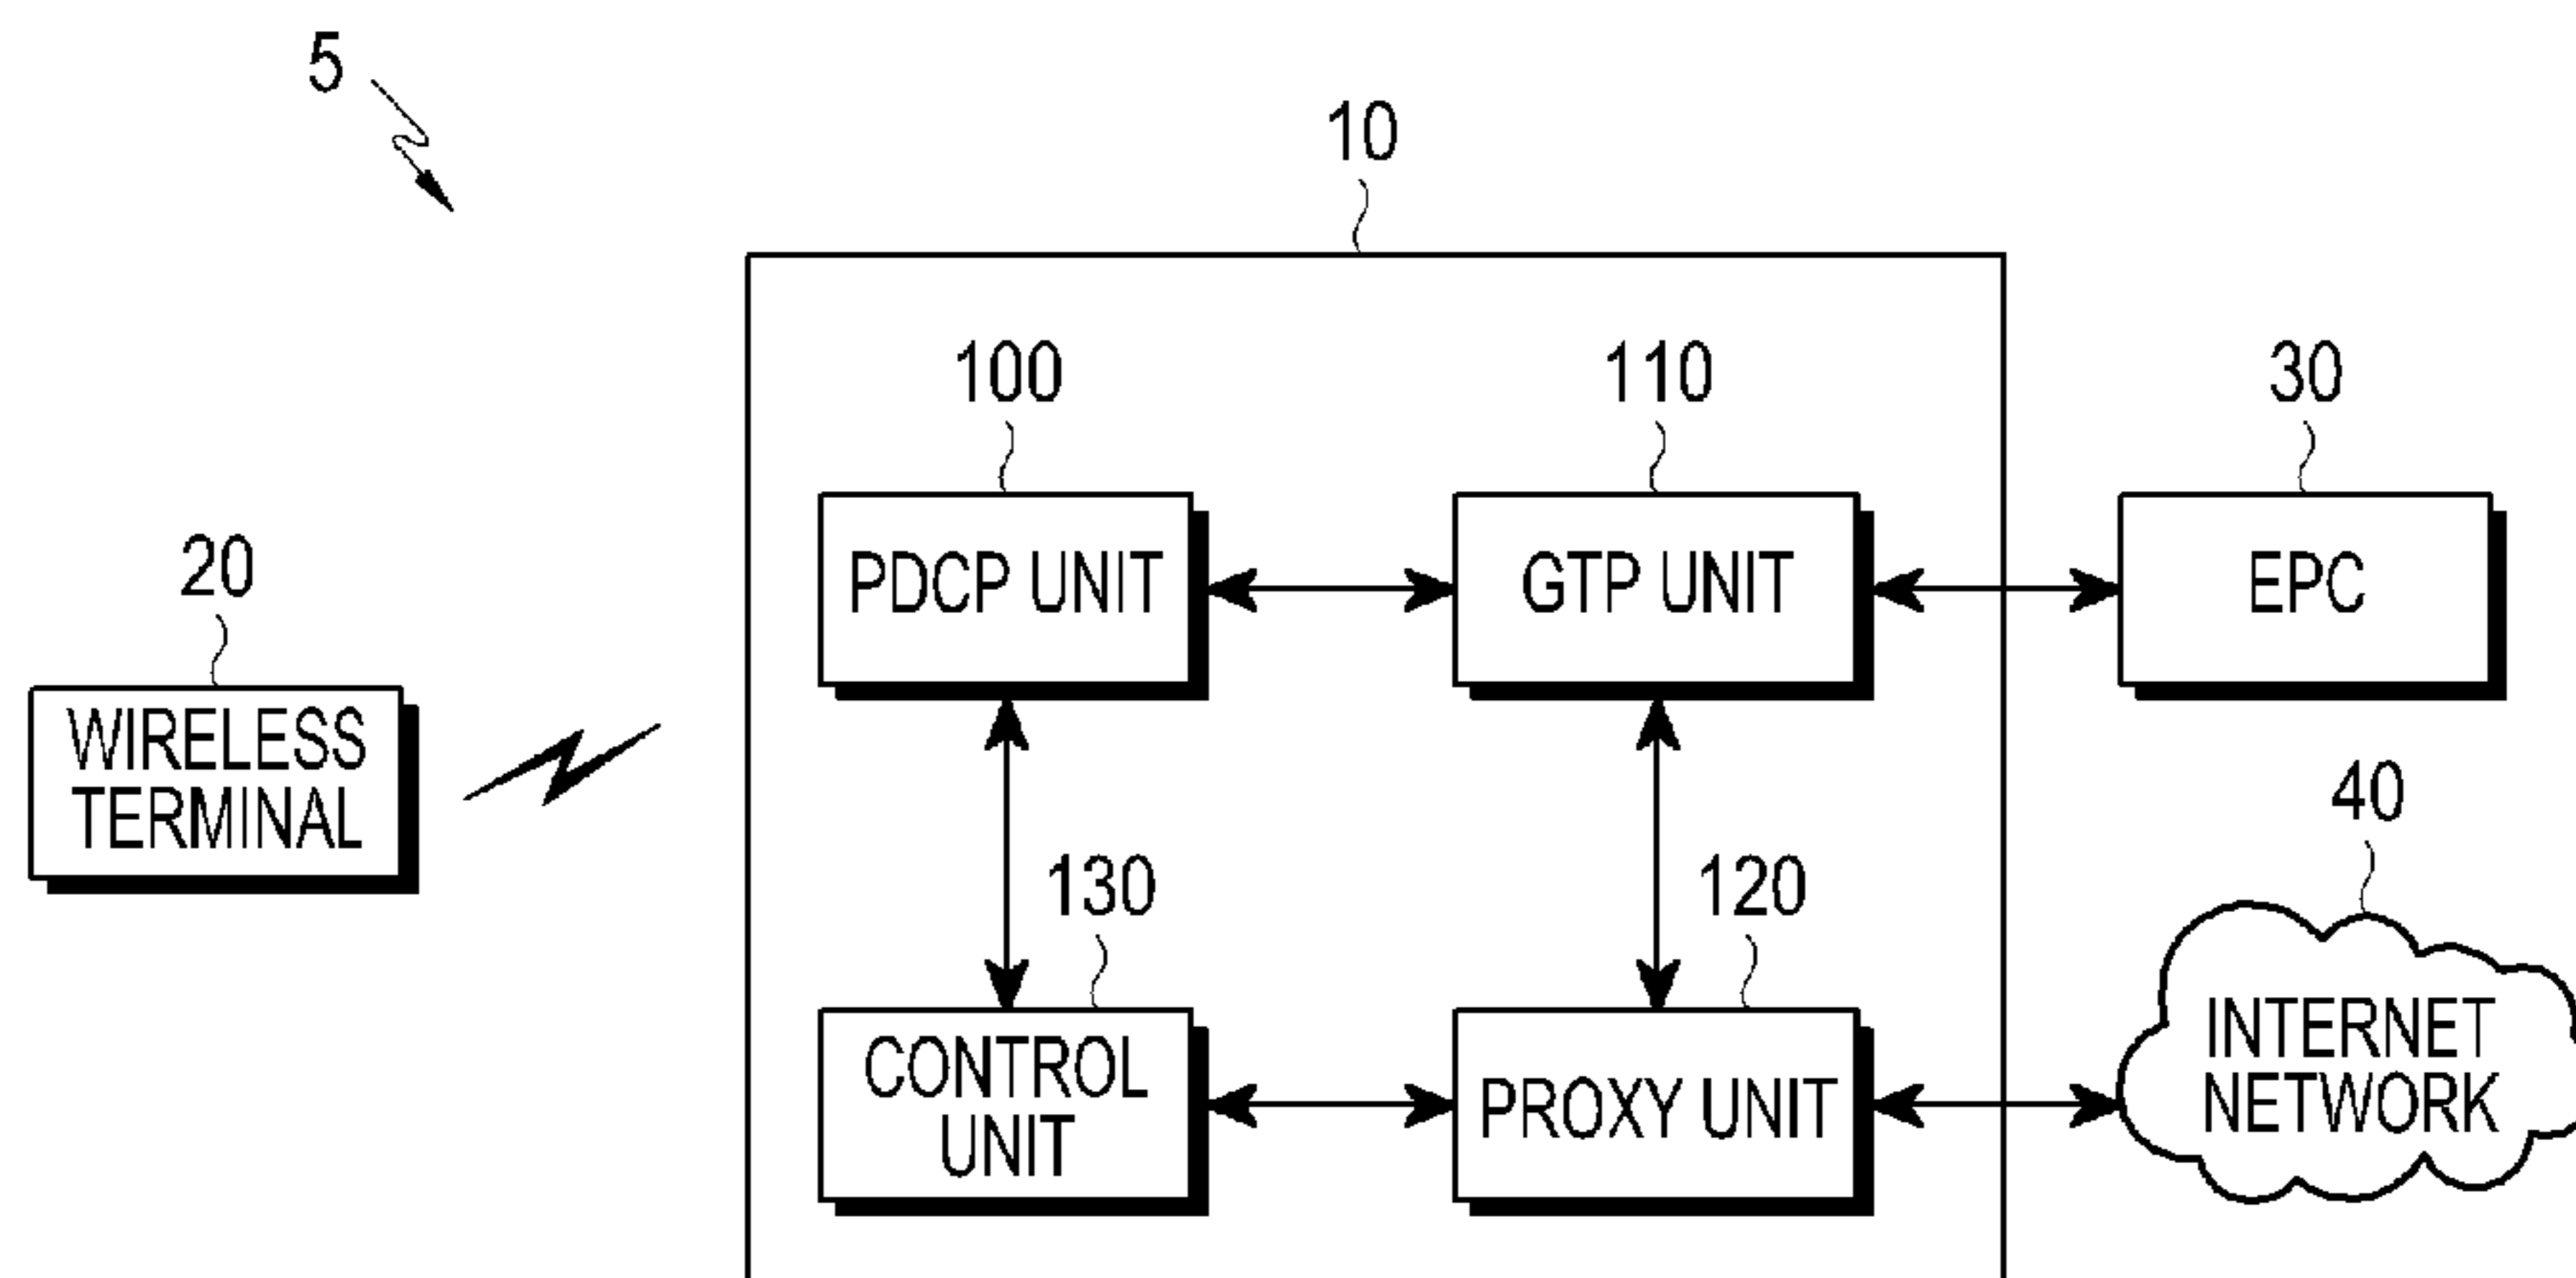 5
10
100
110
30
PDCP UNIT
GTP UNIT
EPC
20
WIRELESS
TERMINAL
40
130
120
CONTROL
UNIT
PROXY UNIT
INTERNET
NETWORK